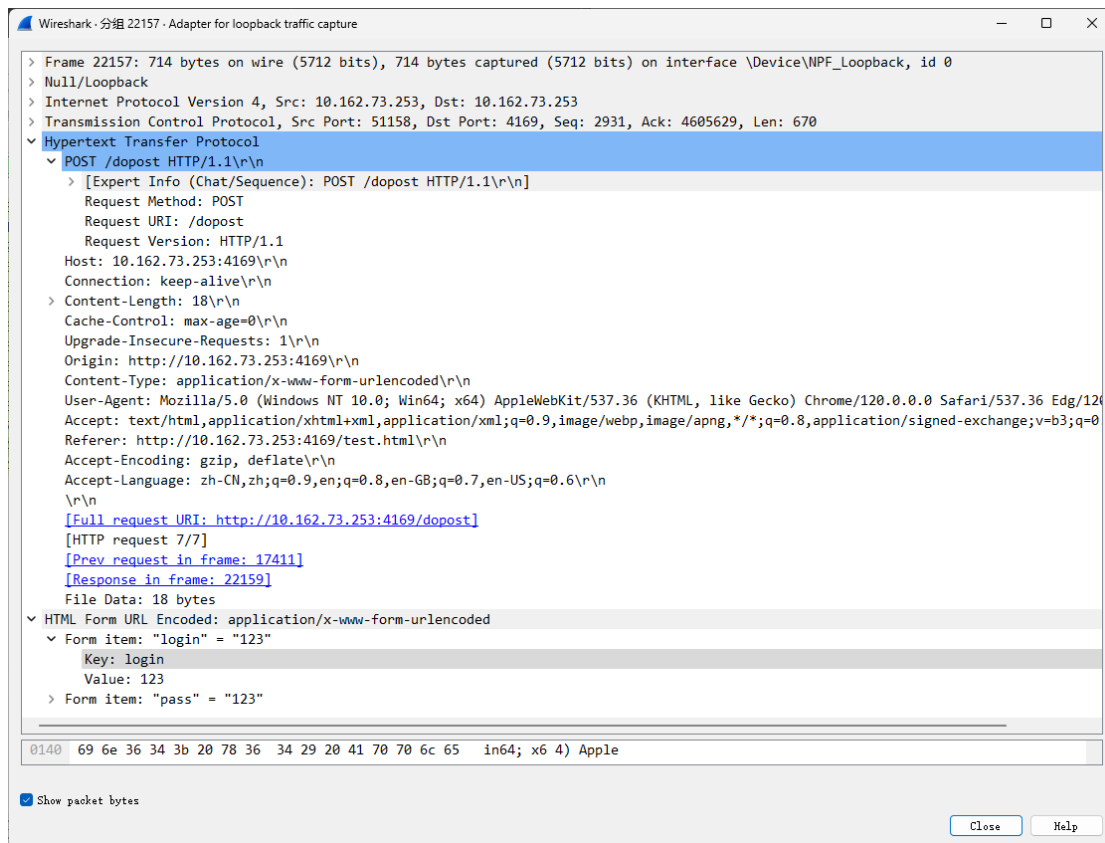 Wireshark · 分组 22157 · Adapter for loopback traffic capture
Frame 22157: 714 bytes on wire (5712 bits), 714 bytes captured (5712 bits) on interface \Device\NPF_Loopback, id 0
Null/Loopback
Internet Protocol Version 4, Src: 10.162.73.253, Dst: 10.162.73.253
Transmission Control Protocol, Src Port: 51158, Dst Port: 4169, Seq: 2931, Ack: 4605629, Len: 670
Hypertext Transfer Protocol
POST /dopost HTTP/1.1\r\n
[Expert Info (Chat/Sequence): POST /dopost HTTP/1.1\r\n]
Request Method: POST
Request URI: /dopost
Request Version: HTTP/1.1
Host: 10.162.73.253:4169\r\n
Connection: keep-alive\r\n
Content-Length: 18\r\n
Cache-Control: max-age=0\r\n
Upgrade-Insecure-Requests: 1\r\n
Origin: http://10.162.73.253:4169\r\n
Content-Type: application/x-www-form-urlencoded\r\n
User-Agent: Mozilla/5.0 (Windows NT 10.0; Win64; x64) AppleWebKit/537.36 (KHTML, like Gecko) Chrome/120.0.0.0 Safari/537.36 Edg/120
Accept: text/html,application/xhtml+xml,application/xml;q=0.9,image/webp,image/apng,*/*;q=0.8,application/signed-exchange;v=b3;q=0
Referer: http://10.162.73.253:4169/test.html\r\n
Accept-Encoding: gzip, deflate\r\n
Accept-Language: zh-CN,zh;q=0.9,en;q=0.8,en-GB;q=0.7,en-US;q=0.6\r\n
\r\n
[Full request URI: http://10.162.73.253:4169/dopost]
[HTTP request 7/7]
[Prev request in frame: 17411]
[Response in frame: 22159]
File Data: 18 bytes
HTML Form URL Encoded: application/x-www-form-urlencoded
Form item: "login" = "123"
Key: login
Value: 123
Form item: "pass" = "123"
0140 69 6e 36 34 3b 20 78 36 34 29 20 41 70 70 6c 65 in64; x6 4) Apple
Show packet bytes
Close Help